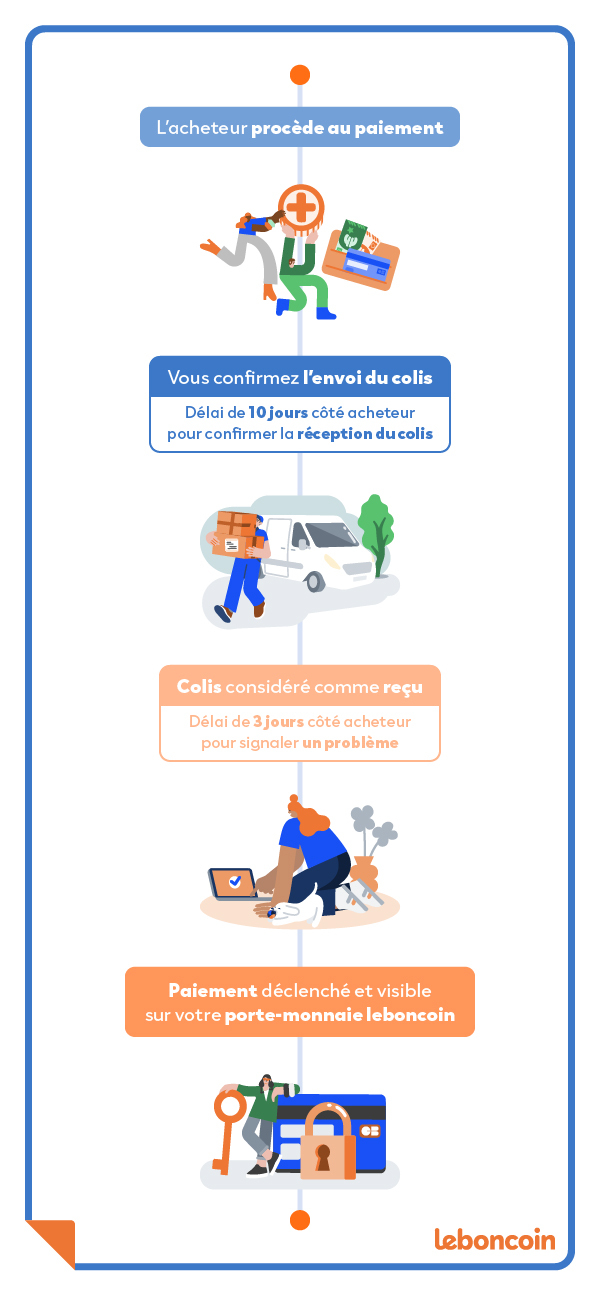 L'acheteur procède au paiement
Vous confirmez l'envoi du colis
Délai de 10 jours côté acheteur
pour confirmer la réception du colis
Colis considéré comme reçu
Délai de 3 jours côté acheteur
pour signaler un problème
Paiement déclenché et visible
sur votre porte-monnaie leboncoin
leboncoin